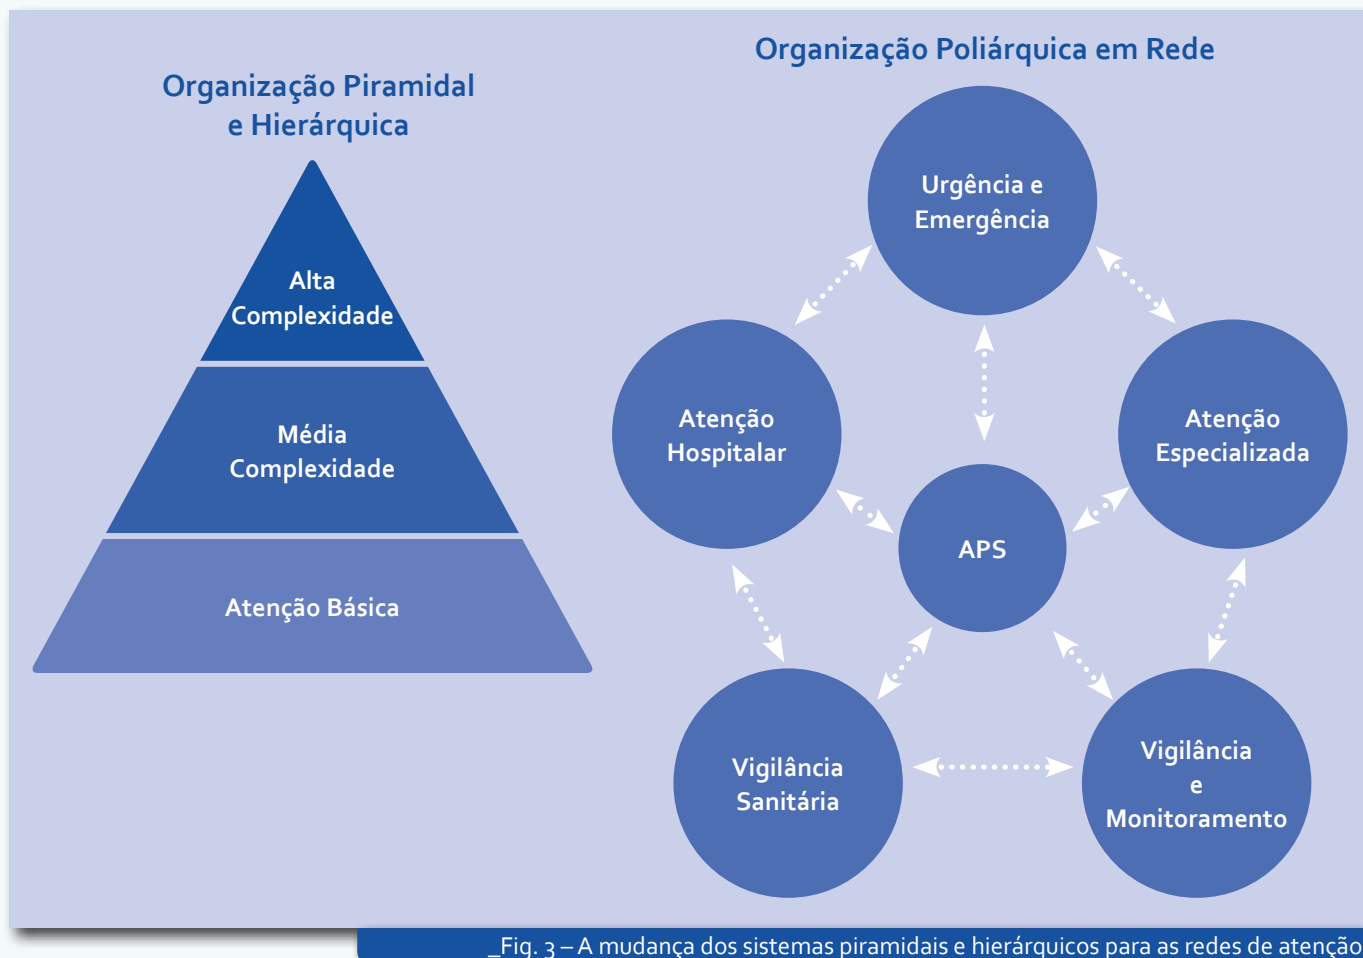 Organização Piramidal
e Hierárquica
Alta
Complexidade
Média
Complexidade
Atenção Básica
Organização Poliárquica em Rede
Urgência e
Emergência
Atenção
Hospitalar
Atenção
Especializada
APS
Vigilância
Sanitária
Vigilância
e
Monitoramento
_Fig. 3 – A mudança dos sistemas piramidais e hierárquicos para as redes de atenção